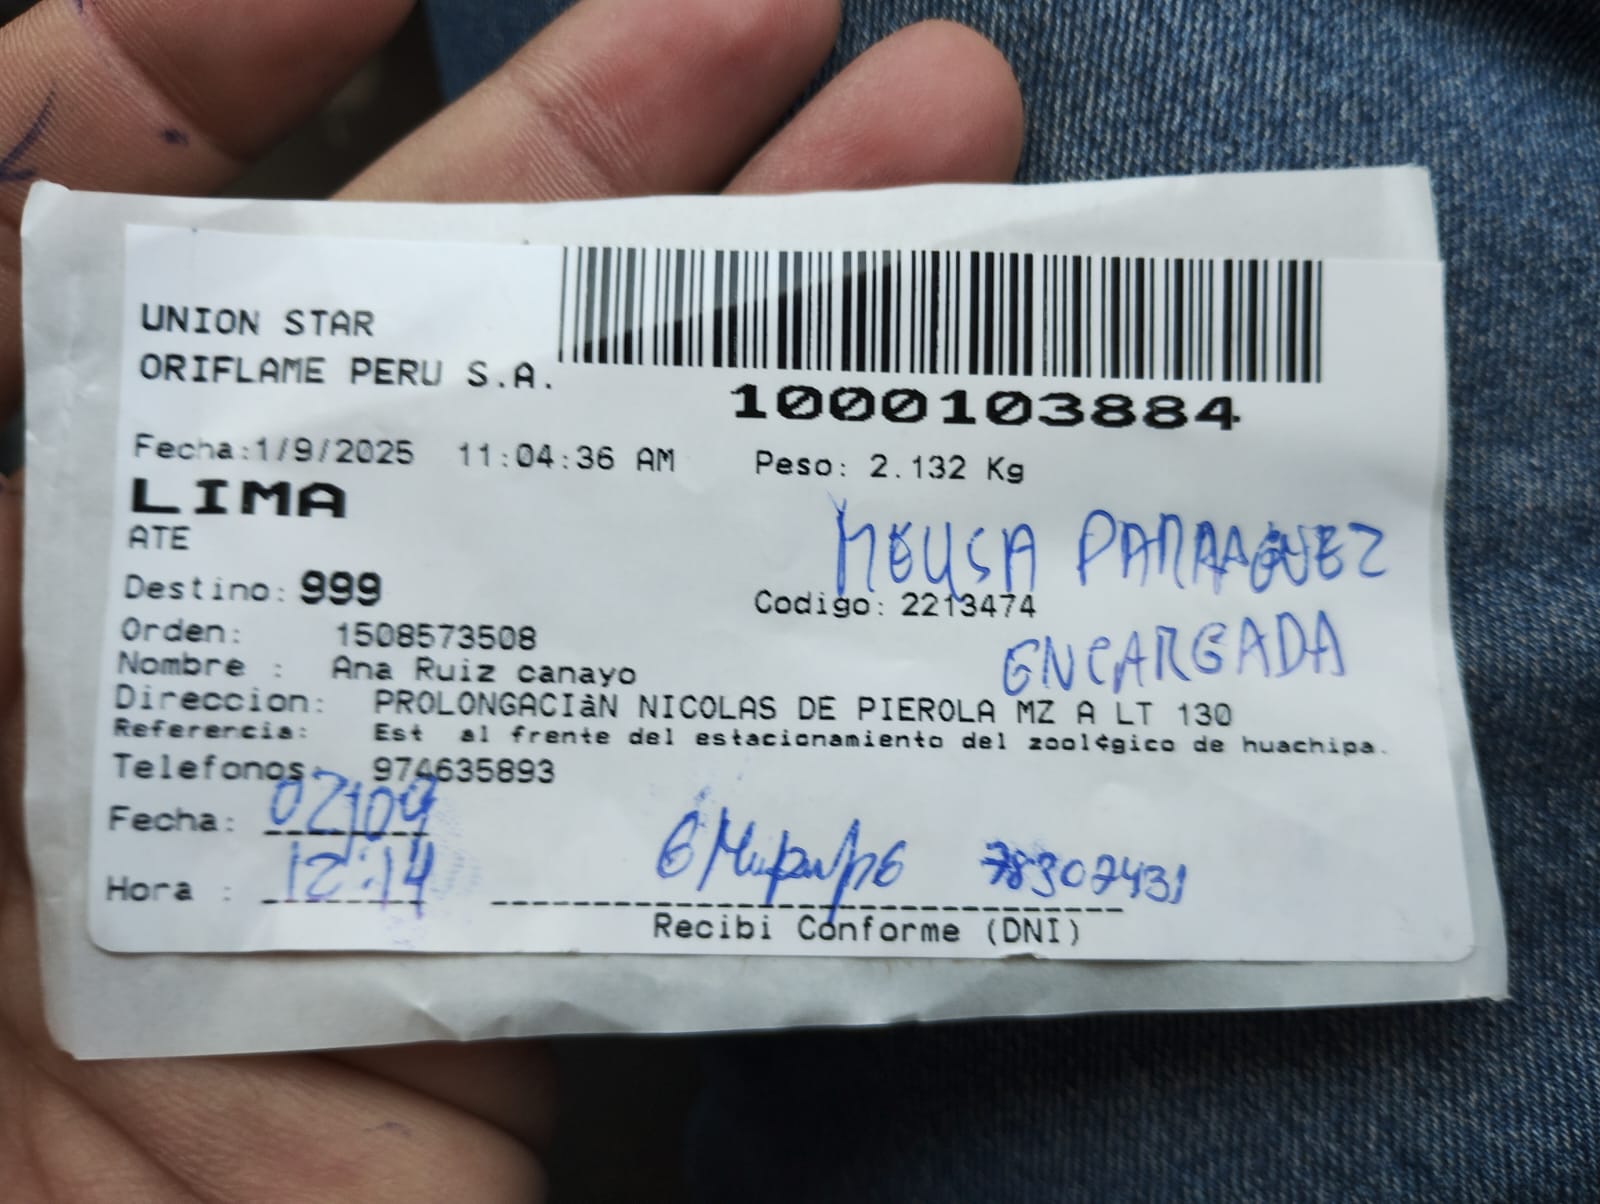 UNION STAR
ORIFLAME PERU S.A.
1000103884
Fecha:1/9/2025 11:04:36 AM Peso: 2.132 Kg
LIMA
ATE
Destino: 999
Codigo: 2213474
ENCARGADA
Orden: 1508573508
Nombre : Ana Ruiz canayo
Direccion: PROLONGACIàN NICOLAS DE PIEROLA MZ A LT 130
Referencia: Est al frente del estacionamiento del zool¢gico de huachipa.
Telefonos: 974635893
Fecha: 02/09
Hora : 12:14
Recibi Conforme (DNI)